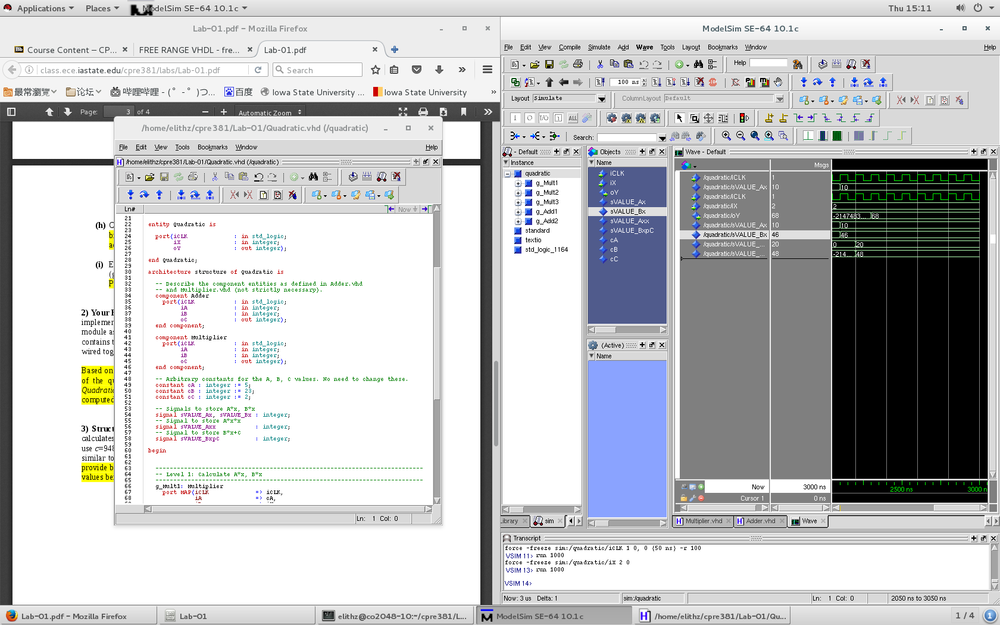 Applications Places ModelSim SE-64 10.1c Thu 15:11
Lab-01.pdf - Mozilla Firefox
Course Content – CP... FREE RANGE VHDL - fre... Lab-01.pdf
class.ece.iastate.edu/cpre381/labs/Lab-01.pdf Search
最常瀏覽 论坛 哔哩哔哩 - ( ゜- ゜)つ... 百度 Iowa State University ... Iowa State University
Page: 3 of 4 Automatic Zoom
(h)
(i)
2) Your
implemen
module as
contains t
wired tog
Based on
of the qu
Quadratic
computed
3) Struct
calculates
use c=948
similar to
provide b
values be
/home/elithz/cpre381/Lab-01/Quadratic.vhd (/quadratic)
File Edit View Tools Bookmarks Window Help
/home/elithz/cpre381/Lab-01/Quadratic.vhd (/quadratic)
Ln# Now
21
22 entity Quadratic is
23
24 port(iCLK : in std_logic;
25 iX : in integer;
26 oY : out integer);
27
28 end Quadratic;
29
30 architecture structure of Quadratic is
31
32 -- Describe the component entities as defined in Adder.vhd
33 -- and Multiplier.vhd (not strictly necessary).
34 component Adder
35 port(iCLK : in std_logic;
36 iA : in integer;
37 iB : in integer;
38 oC : out integer);
39 end component;
40
41 component Multiplier
42 port(iCLK : in std_logic;
43 iA : in integer;
44 iB : in integer;
45 oC : out integer);
46 end component;
47
48 -- Arbitrary constants for the A, B, C values. No need to change these.
49 constant cA : integer := 5;
50 constant cB : integer := 23;
51 constant cC : integer := 2;
52
53 -- Signals to store A*x, B*x
54 signal sVALUE_Ax, sVALUE_Bx : integer;
55 -- Signal to store A*x*x
56 signal sVALUE_Axx : integer;
57 -- Signal to store B*x+C
58 signal sVALUE_BxpC : integer;
59
60 begin
61
62
63 ---------------------------------------------------------------------------
64 -- Level 1: Calculate A*x, B*x
65 ---------------------------------------------------------------------------
66 g_Mult1: Multiplier
67 port MAP(iCLK => iCLK,
68 iA => cA,
Ln: 1 Col: 0
ModelSim SE-64 10.1c
File Edit View Compile Simulate Add Wave Tools Layout Bookmarks Window Help
Help
100 ns
Layout Simulate ColumnLayout Default
ALL
Search:
- Default
Instance
quadratic
g_Mult1
g_Mult2
g_Mult3
g_Add1
g_Add2
standard
textio
std_logic_1164
Library sim
Objects
Name
iCLK
iX
oY
sVALUE_Ax
sVALUE_Bx
sVALUE_Axx
sVALUE_BxpC
cA
cB
cC
(Active)
Name
Wave - Default
Msgs
/quadratic/iCLK 1
/quadratic/sVALUE_Ax 10 10
/quadratic/iCLK 1
/quadratic/iX 2 2
/quadratic/oY 68 -2147483... 68
/quadratic/sVALUE_Ax 10 10
/quadratic/sVALUE_Bx 46 46
/quadratic/sVALUE_... 20 0 20
/quadratic/sVALUE_... 48 -214... 48
Now 3000 ns 2500 ns 3000 n
Cursor 1 0 ns
Multiplier.vhd Adder.vhd Wave
Transcript
force -freeze sim:/quadratic/iCLK 1 0, 0 {50 ns} -r 100
VSIM 11> run 1000
force -freeze sim:/quadratic/iX 2 0
VSIM 13> run 1000
VSIM 14>
Now: 3 us Delta: 1 sim:/quadratic Ln: 1 Col: 0 2050 ns to 3050 ns
Lab-01.pdf - Mozilla Firefox Lab-01 elithz@co2048-10:~/cpre381/L... ModelSim SE-64 10.1c /home/elithz/cpre381/Lab-01/Qu... 1 / 4 1